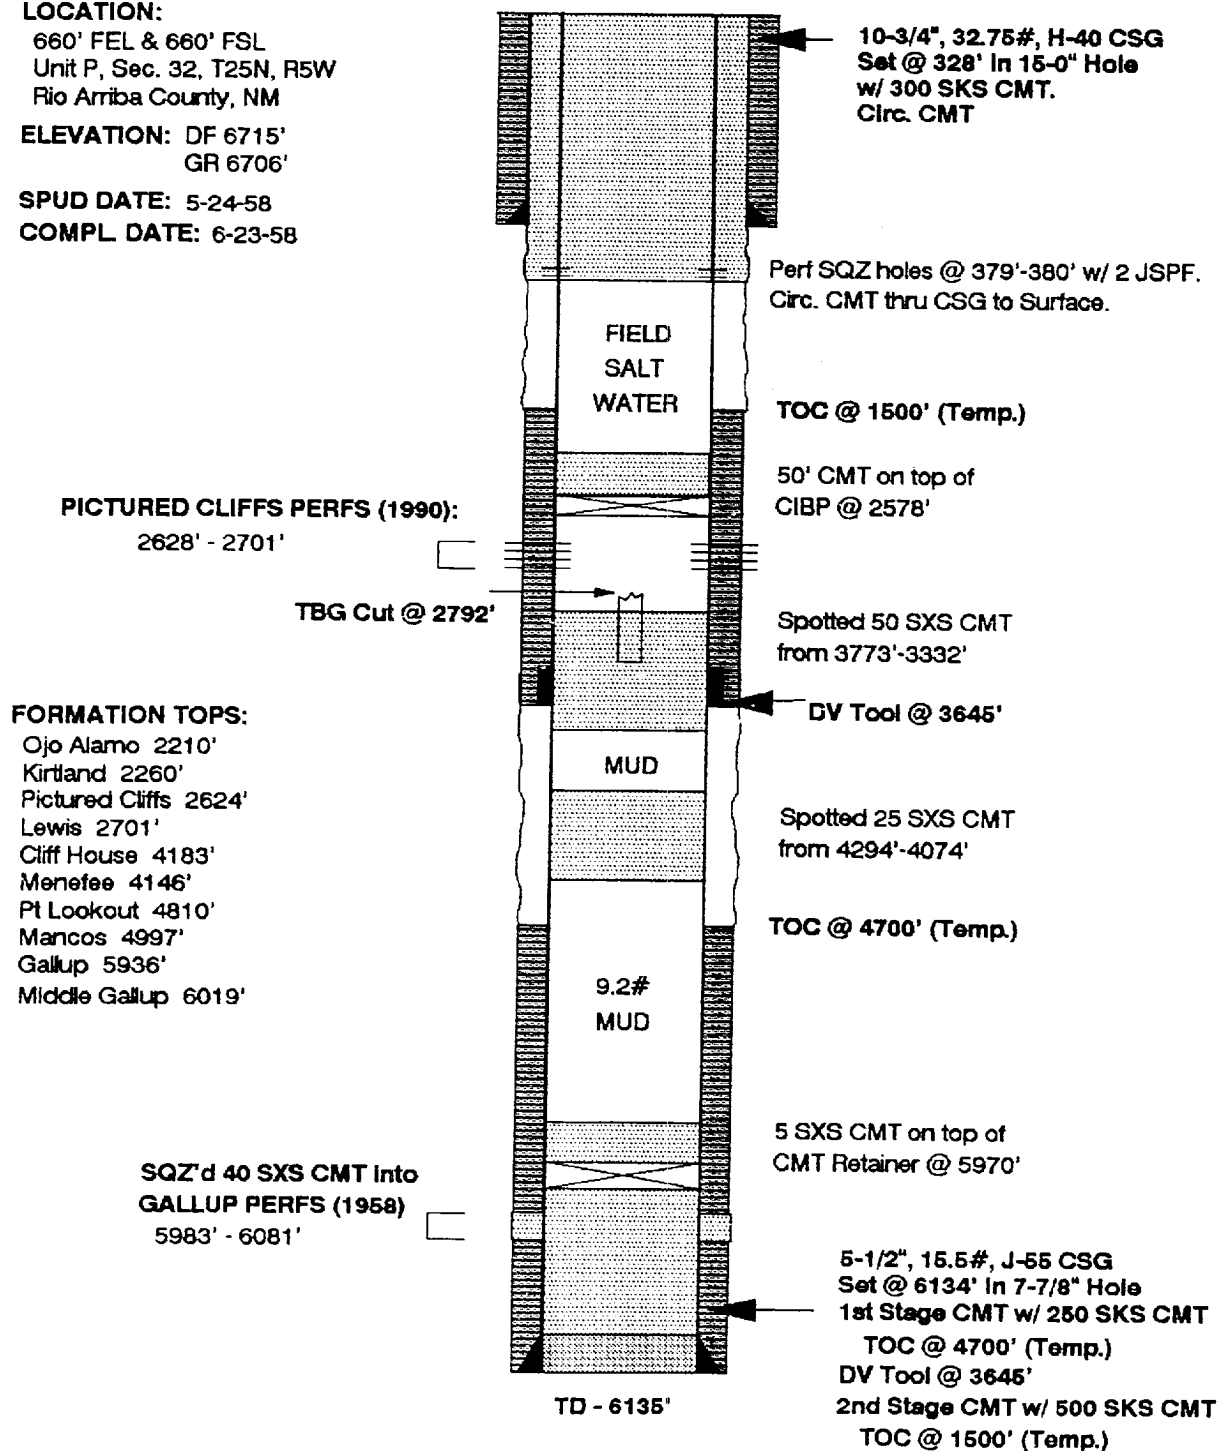 LOCATION:
660' FEL & 660' FSL
Unit P, Sec. 32, T25N, R5W
Rio Arriba County, NM
ELEVATION: DF 6715'
GR 6706'
SPUD DATE: 5-24-58
COMPL. DATE: 6-23-58
10-3/4", 32.75#, H-40 CSG
Set @ 328' in 15-0" Hole
w/ 300 SKS CMT.
Circ. CMT
Perf SQZ holes @ 379'-380' w/ 2 JSPF.
Circ. CMT thru CSG to Surface.
FIELD
SALT
WATER
TOC @ 1500' (Temp.)
50' CMT on top of
CIBP @ 2578'
PICTURED CLIFFS PERFS (1990):
2628' - 2701'
TBG Cut @ 2792'
Spotted 50 SXS CMT
from 3773'-3332'
DV Tool @ 3645'
FORMATION TOPS:
Ojo Alamo 2210'
Kirtland 2260'
Pictured Cliffs 2624'
Lewis 2701'
Cliff House 4183'
Menefee 4146'
Pt Lookout 4810'
Mancos 4997'
Gallup 5936'
Middle Gallup 6019'
MUD
Spotted 25 SXS CMT
from 4294'-4074'
TOC @ 4700' (Temp.)
9.2#
MUD
5 SXS CMT on top of
CMT Retainer @ 5970'
SQZ'd 40 SXS CMT into
GALLUP PERFS (1958)
5983' - 6081'
5-1/2", 15.5#, J-55 CSG
Set @ 6134' in 7-7/8" Hole
1st Stage CMT w/ 250 SKS CMT
TOC @ 4700' (Temp.)
DV Tool @ 3645'
2nd Stage CMT w/ 500 SKS CMT
TOC @ 1500' (Temp.)
TD - 6135'